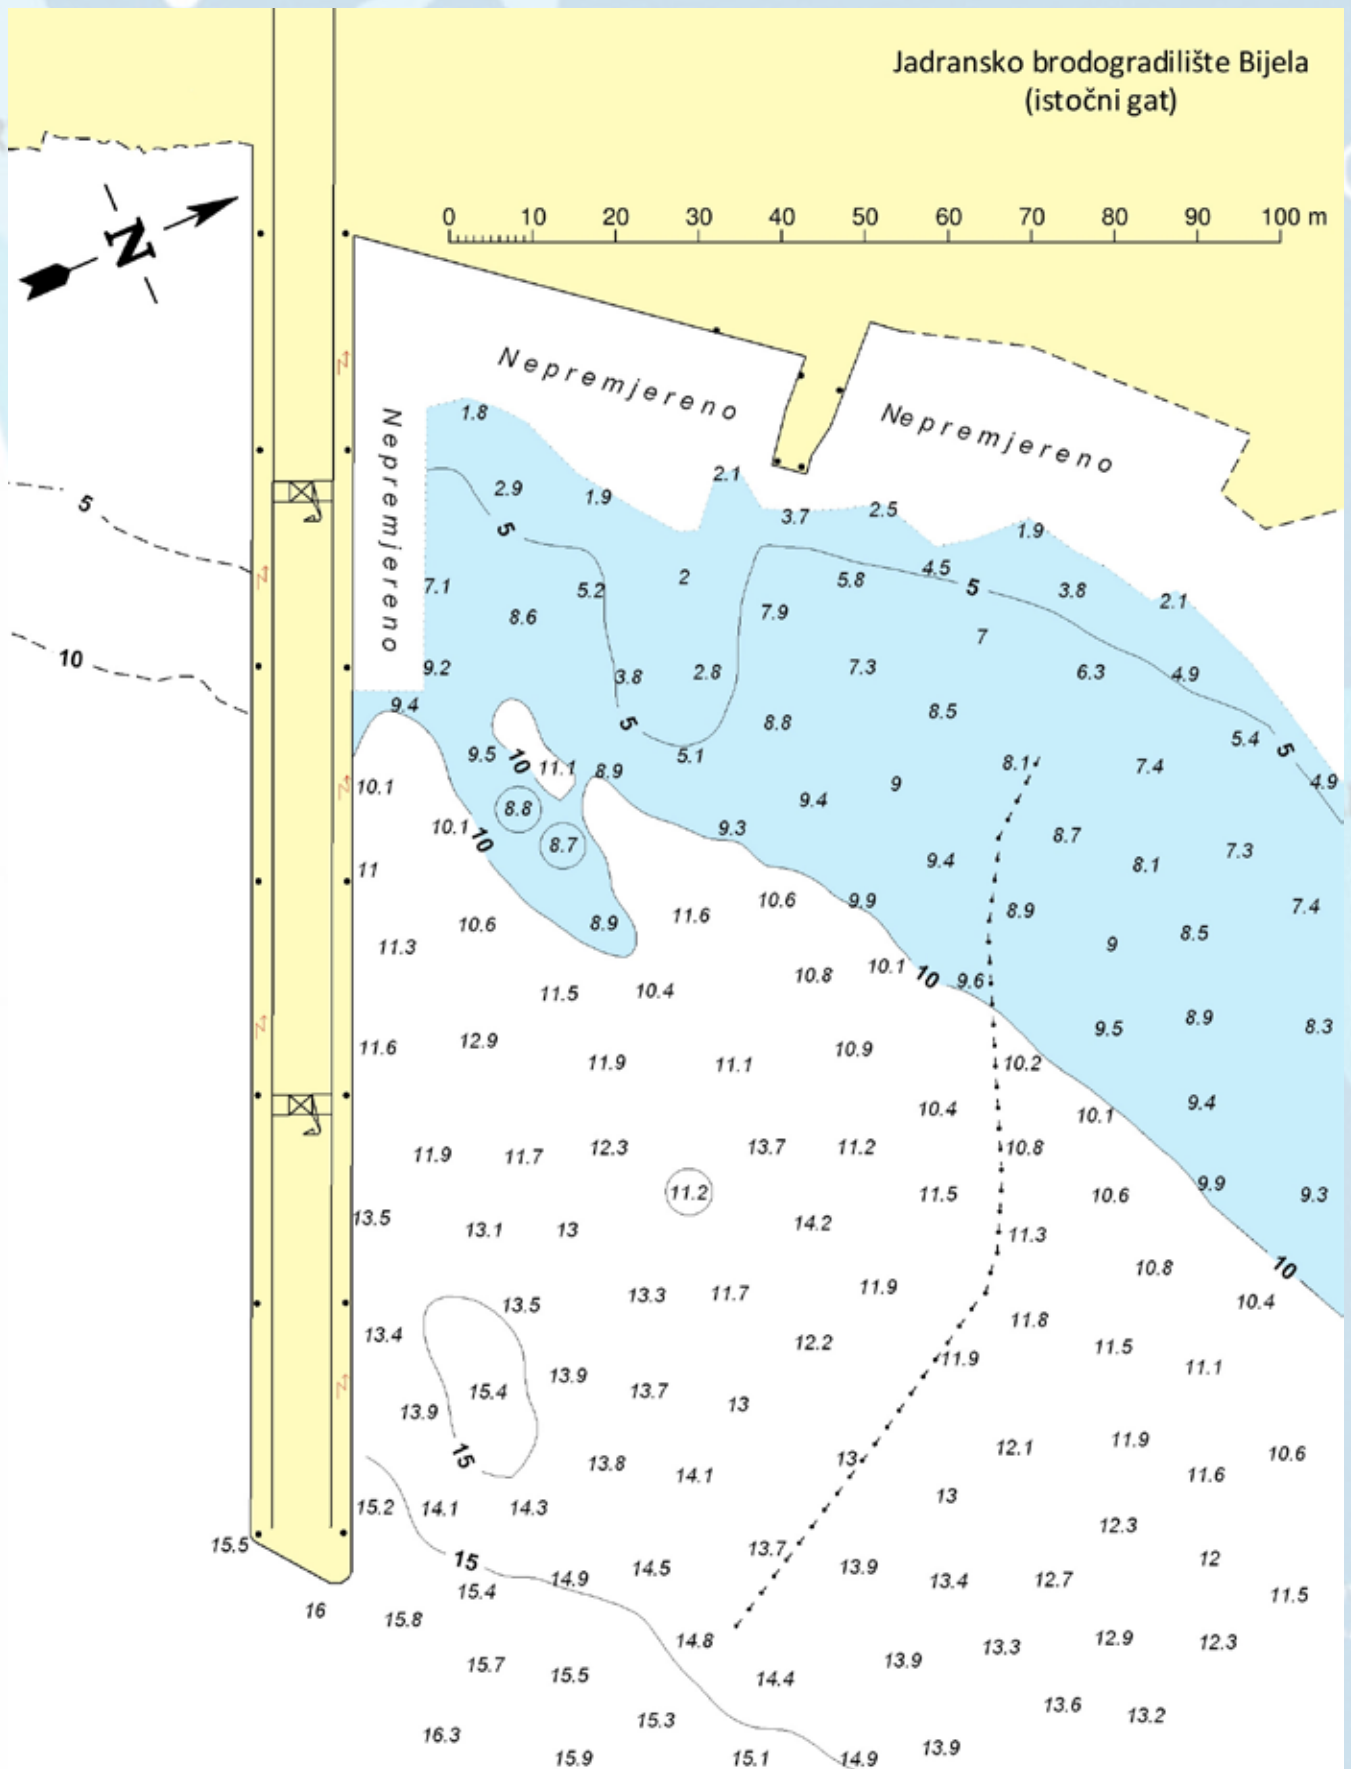 Jadransko brodogradilište Bijela
(istočni gat)
N
0 10 20 30 40 50 60 70 80 90 100 m
Nepremjereno
Nepremjereno
Nepremjereno
1.8
2.1
2.9 1.9
5
3.7 2.5
1.9
5
4.5
7.1 5.2 2 5.8 5 3.8 2.1
8.6 7.9
7
10
9.2 3.8 2.8 7.3 6.3 4.9
9.4 8.5
5 8.8
5.4 5
9.5 10 11.1 8.9 5.1 8.1 7.4
10.1 9 4.9
8.8 9.4
10.1 10 9.3 8.7
8.7 9.4 8.1 7.3
11
10.6 9.9 8.9 7.4
10.6 8.9 11.6
11.3 9 8.5
10.8 10.1 10 9.6
11.5 10.4
9.5 8.9 8.3
11.6 12.9 11.9 11.1 10.9 10.2
10.4 10.1 9.4
11.9 11.7 12.3 13.7 11.2 10.8
11.2 11.5 10.6 9.9 9.3
13.5 13.1 13 14.2 11.3
10.8 10
13.5 13.3 11.7 11.9 10.4
13.4 12.2 11.8
11.5
11.9 11.1
15.4 13.9 13.7
13.9 13
15 13.8 14.1 13 12.1 11.9 10.6
11.6
15.2 14.1 14.3 13
12.3
15.5 15 13.7
14.9 14.5 13.9 13.4 12.7 12
15.4 11.5
16 15.8
14.8 13.3 12.9 12.3
15.7 15.5 14.4 13.9
13.6 13.2
16.3 15.3
15.9 15.1 14.9 13.9